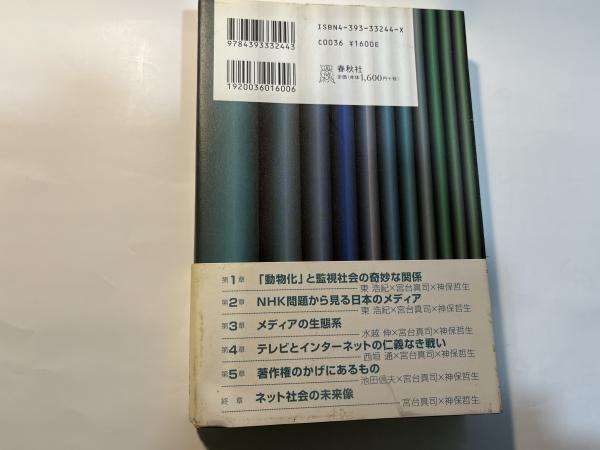 ISBN4-393-33244-X
C0036 ¥1600E
9784393332443
春秋社
定価(本体1,600円+税)
1920036016006
第1章 「動物化」と監視社会の奇妙な関係
東 浩紀×宮台真司×神保哲生
第2章 NHK問題から見る日本のメディア
東 浩紀×宮台真司×神保哲生
第3章 メディアの生態系
水越 伸×宮台真司×神保哲生
第4章 テレビとインターネットの仁義なき戦い
西垣 通×宮台真司×神保哲生
第5章 著作権のかげにあるもの
池田信夫×宮台真司×神保哲生
終 章 ネット社会の未来像
宮台真司×神保哲生